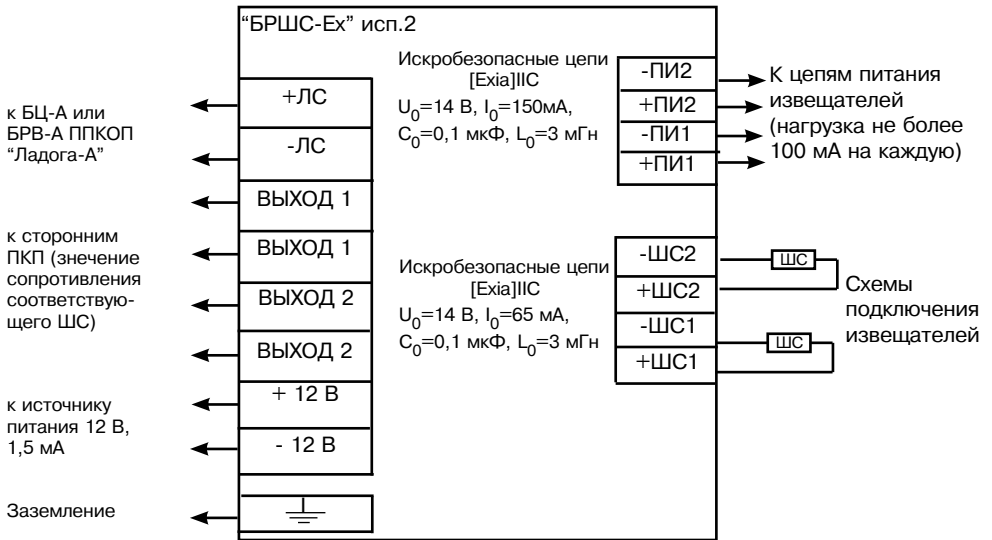 “БРШС-Ex” исп.2
к БЦ-А или
БРВ-А ППКОП
“Ладога-А”
к сторонним
ПКП (знечение
сопротивления
соответствую-
щего ШС)
к источнику
питания 12 В,
1,5 мА
Заземление
+ЛС
-ЛС
ВЫХОД 1
ВЫХОД 1
ВЫХОД 2
ВЫХОД 2
+ 12 В
- 12 В
Искробезопасные цепи
[Exia]IIC
U0=14 В, I0=150мА,
C0=0,1 мкФ, L0=3 мГн
-ПИ2
+ПИ2
-ПИ1
+ПИ1
К цепям питания
извещателей
(нагрузка не более
100 мА на каждую)
Искробезопасные цепи
[Exia]IIC
U0=14 В, I0=65 мА,
C0=0,1 мкФ, L0=3 мГн
-ШС2
+ШС2
-ШС1
+ШС1
ШС
ШС
Схемы
подключения
извещателей